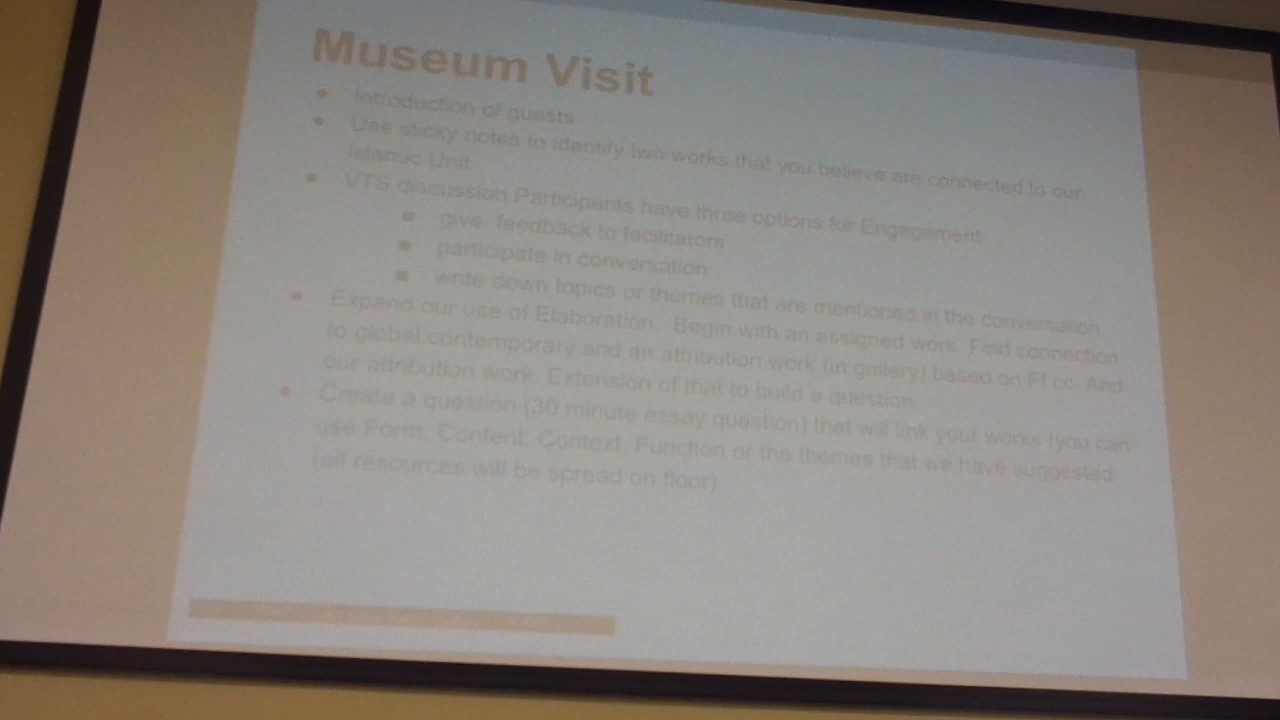 Museum Visit
• Introduction of guests
• Use sticky notes to identify two works that you believe are connected to our
Islamic Unit
• VTS discussion Participants have three options for Engagement
■ give feedback to facilitators
■ participate in conversation
■ write down topics or themes that are mentioned in the conversation
• Expand our use of Elaboration. Begin with an assigned work. Find connection
to global contemporary and an attribution work (in gallery) based on Ff cc. And
our attribution work. Extension of that to build a question.
• Create a question (30 minute essay question) that will link your works (you can
use Form, Content, Context, Function or the themes that we have suggested
(all resources will be spread on floor)